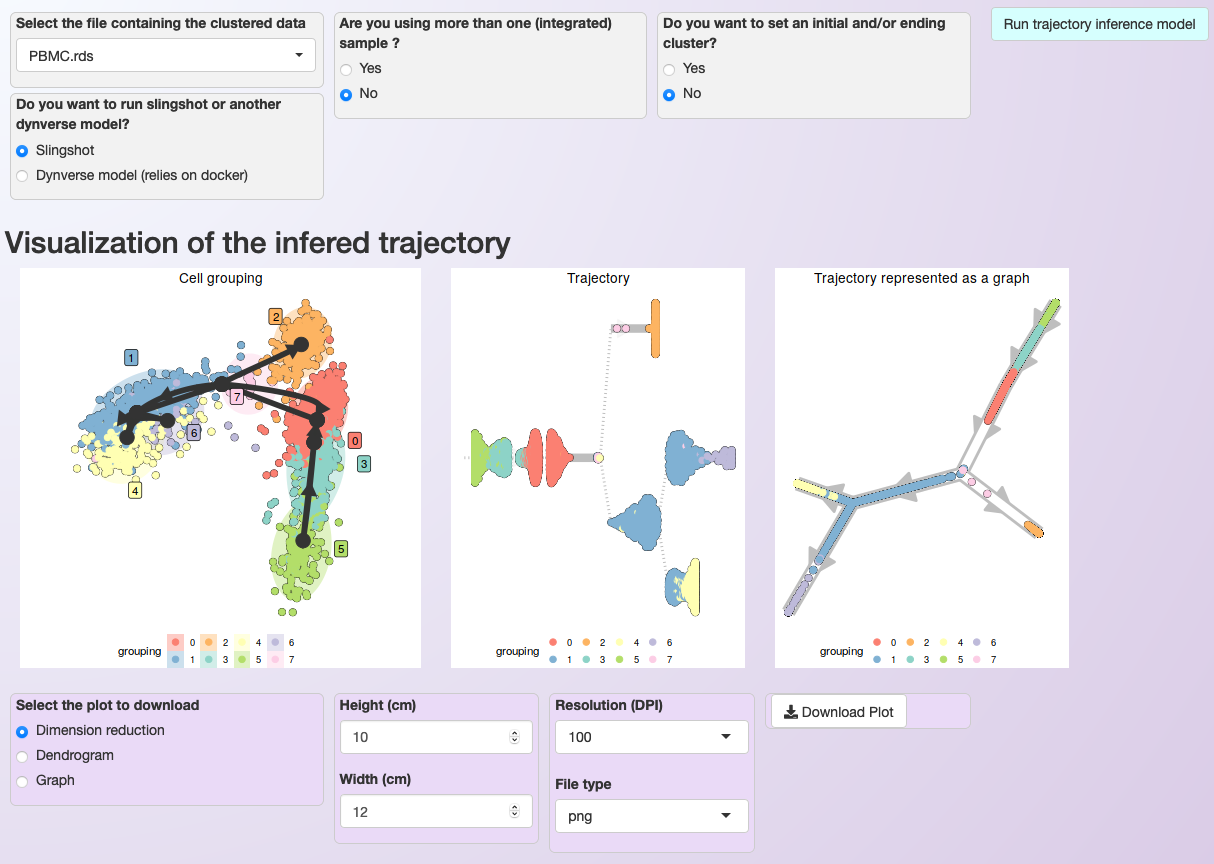 Select the file containing the clustered data
PBMC.rds
Do you want to run slingshot or another
dynverse model?
Slingshot
Dynverse model (relies on docker)
Are you using more than one (integrated)
sample ?
Yes
No
Do you want to set an initial and/or ending
cluster?
Yes
No
Run trajectory inference model
Visualization of the infered trajectory
Cell grouping
2
1
7
6
0
3
4
5
grouping
0 2 4 6
1 3 5 7
Trajectory
grouping
0 2 4 6
1 3 5 7
Trajectory represented as a graph
grouping
0 2 4 6
1 3 5 7
Select the plot to download
Dimension reduction
Dendrogram
Graph
Height (cm)
10
Width (cm)
12
Resolution (DPI)
100
File type
png
Download Plot